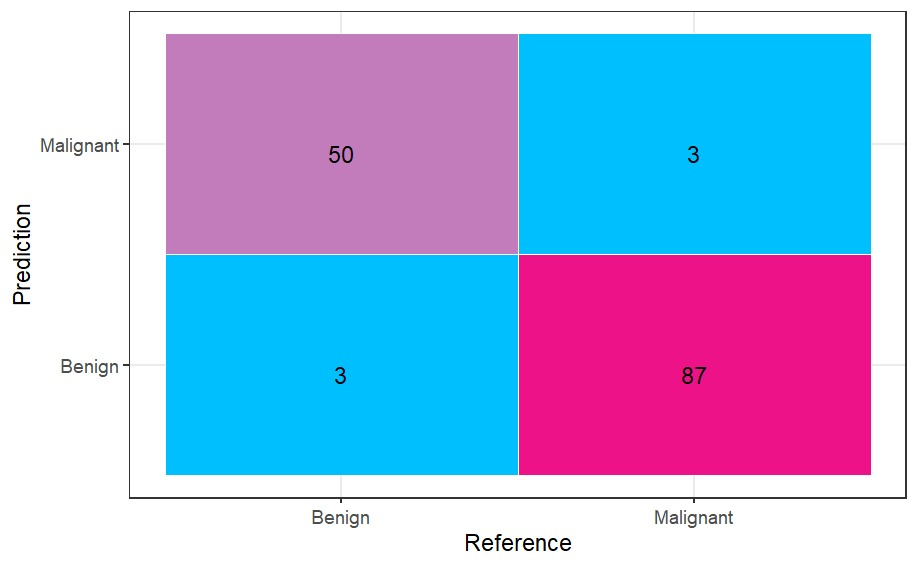 Prediction
Malignant
50
3
Benign
3
87
Benign
Malignant
Reference